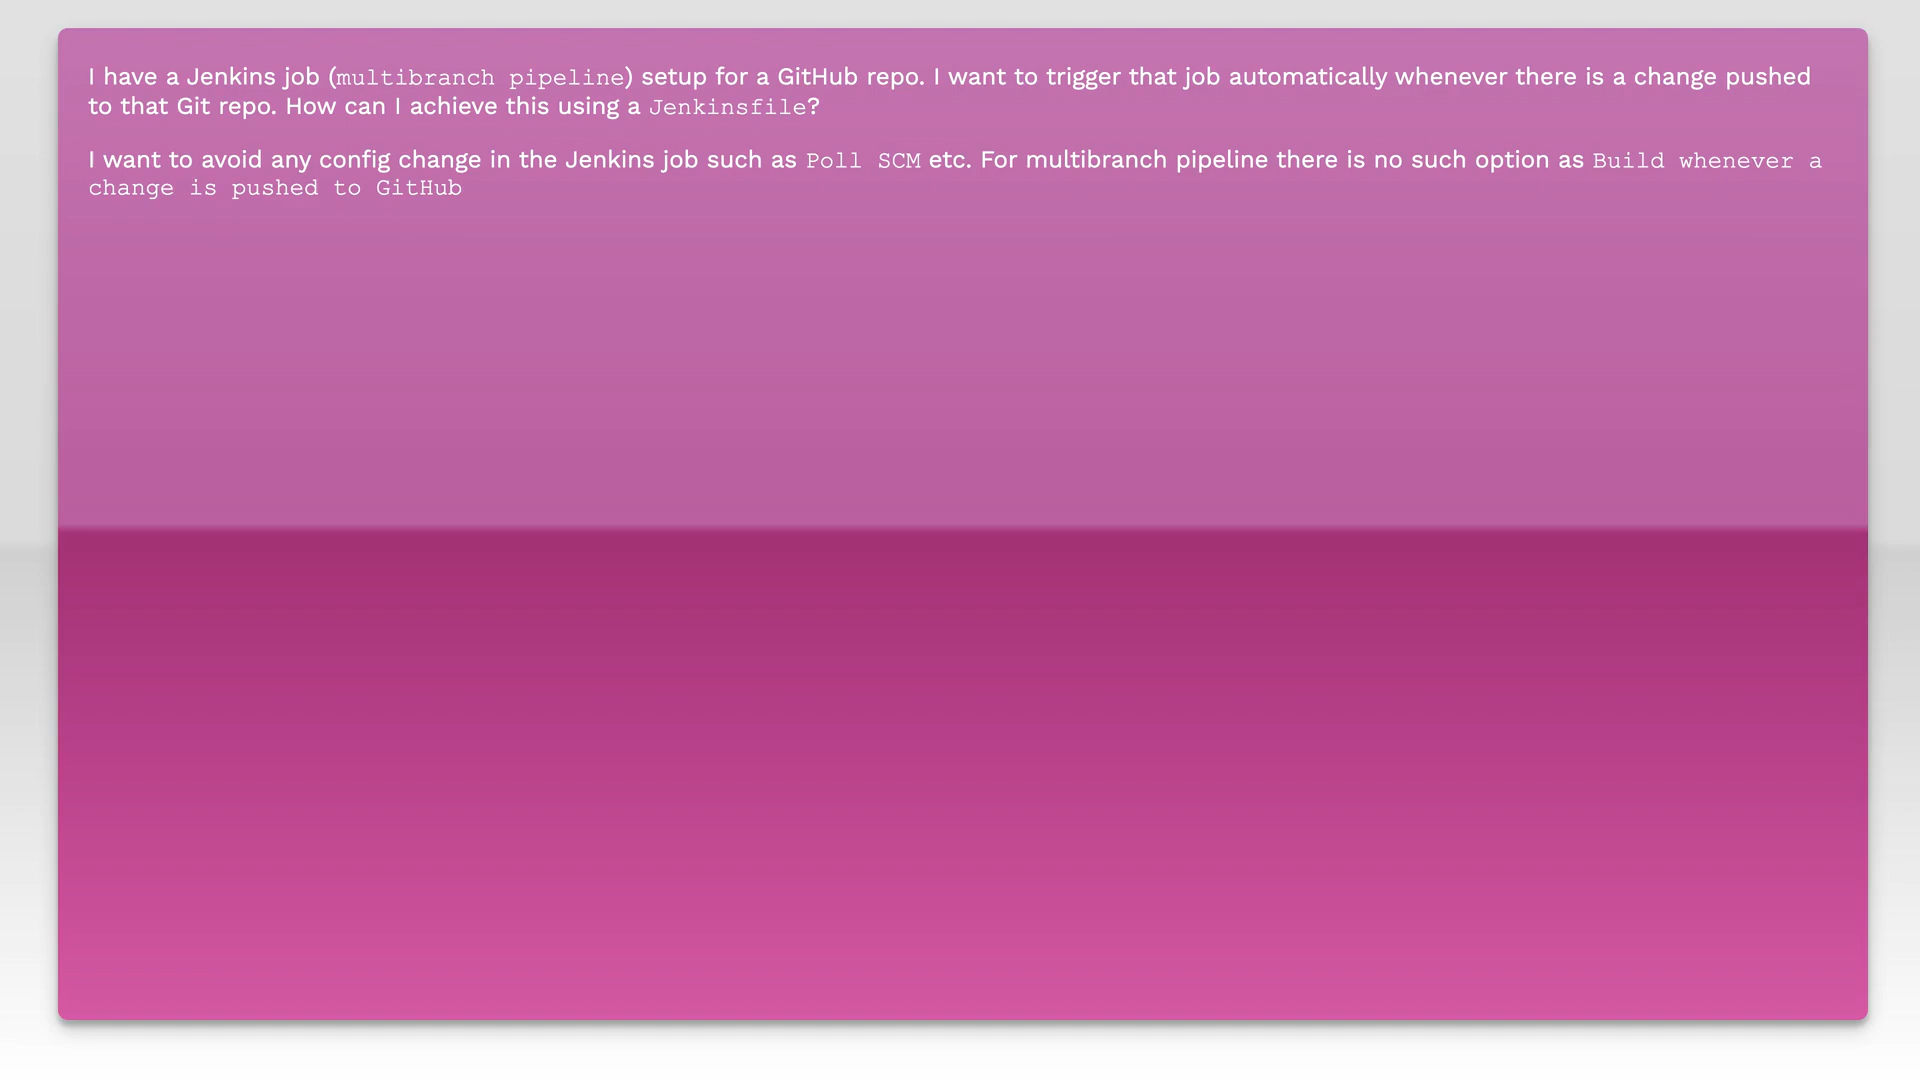 I have a Jenkins job (multibranch pipeline) setup for a GitHub repo. I want to trigger that job automatically whenever there is a change pushed
to that Git repo. How can I achieve this using a Jenkinsfile?
I want to avoid any config change in the Jenkins job such as Poll SCM etc. For multibranch pipeline there is no such option as Build whenever a
change is pushed to GitHub